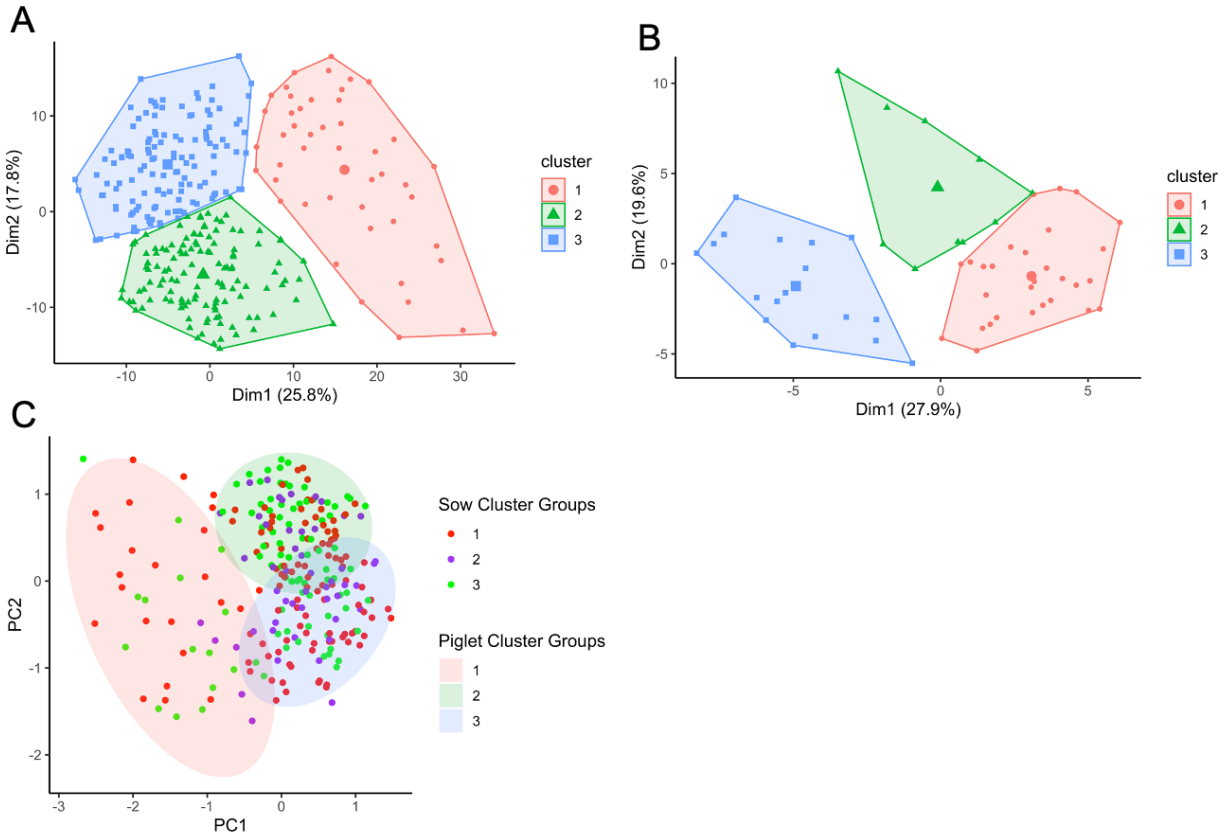 A
Dim2 (17.8%)
10
0
-10
-10
0
10
20
30
Dim1 (25.8%)
cluster
1
2
3
B
Dim2 (19.6%)
10
5
0
-5
-5
0
5
Dim1 (27.9%)
cluster
1
2
3
C
PC2
1
0
-1
-2
-3
-2
-1
0
1
PC1
Sow Cluster Groups
1
2
3
Piglet Cluster Groups
1
2
3